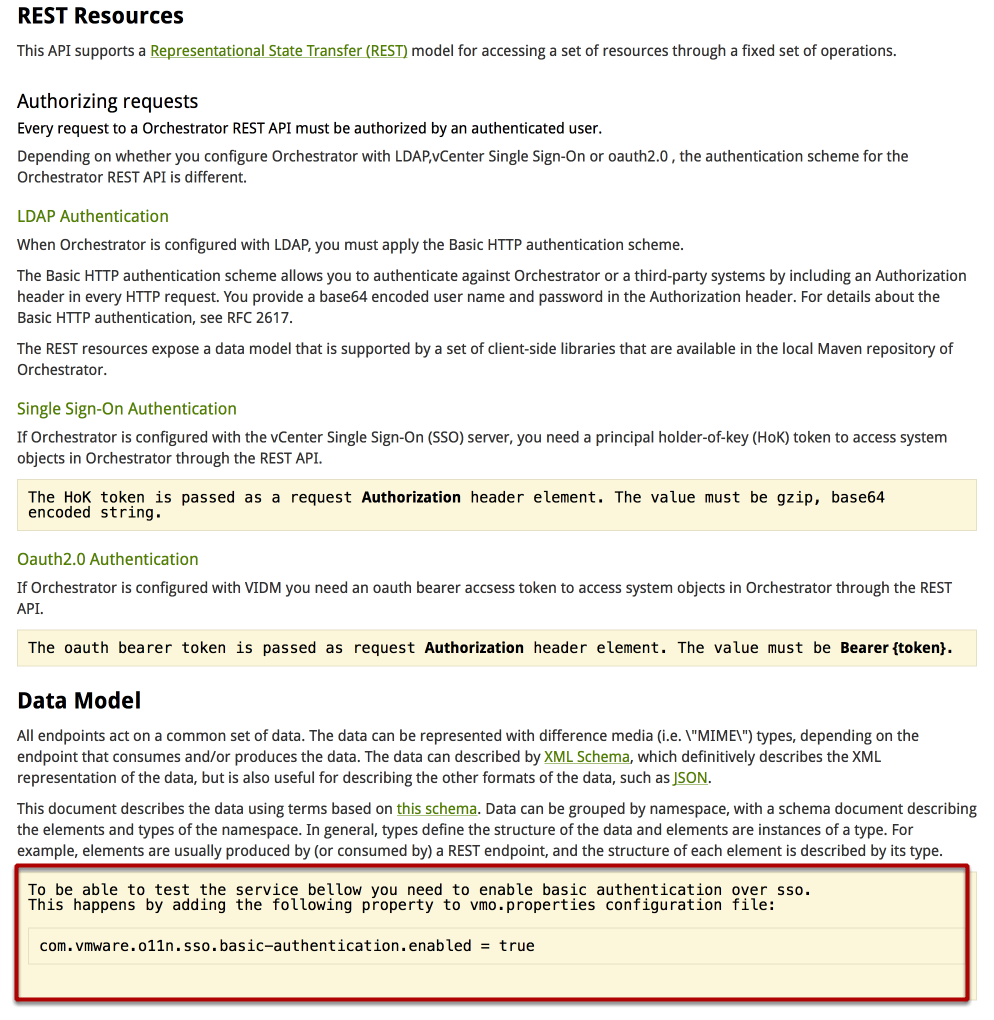 REST Resources
This API supports a Representational State Transfer (REST) model for accessing a set of resources through a fixed set of operations.
Authorizing requests
Every request to a Orchestrator REST API must be authorized by an authenticated user.
Depending on whether you configure Orchestrator with LDAP,vCenter Single Sign-On or oauth2.0 , the authentication scheme for the
Orchestrator REST API is different.
LDAP Authentication
When Orchestrator is configured with LDAP, you must apply the Basic HTTP authentication scheme.
The Basic HTTP authentication scheme allows you to authenticate against Orchestrator or a third-party systems by including an Authorization
header in every HTTP request. You provide a base64 encoded user name and password in the Authorization header. For details about the
Basic HTTP authentication, see RFC 2617.
The REST resources expose a data model that is supported by a set of client-side libraries that are available in the local Maven repository of
Orchestrator.
Single Sign-On Authentication
If Orchestrator is configured with the vCenter Single Sign-On (SSO) server, you need a principal holder-of-key (HoK) token to access system
objects in Orchestrator through the REST API.
The HoK token is passed as a request Authorization header element. The value must be gzip, base64
encoded string.
Oauth2.0 Authentication
If Orchestrator is configured with VIDM you need an oauth bearer accsess token to access system objects in Orchestrator through the REST
API.
The oauth bearer token is passed as request Authorization header element. The value must be Bearer {token}.
Data Model
All endpoints act on a common set of data. The data can be represented with difference media (i.e. \"MIME\") types, depending on the
endpoint that consumes and/or produces the data. The data can described by XML Schema, which definitively describes the XML
representation of the data, but is also useful for describing the other formats of the data, such as JSON.
This document describes the data using terms based on this schema. Data can be grouped by namespace, with a schema document describing
the elements and types of the namespace. In general, types define the structure of the data and elements are instances of a type. For
example, elements are usually produced by (or consumed by) a REST endpoint, and the structure of each element is described by its type.
To be able to test the service bellow you need to enable basic authentication over sso.
This happens by adding the following property to vmo.properties configuration file:
com.vmware.o11n.sso.basic-authentication.enabled = true